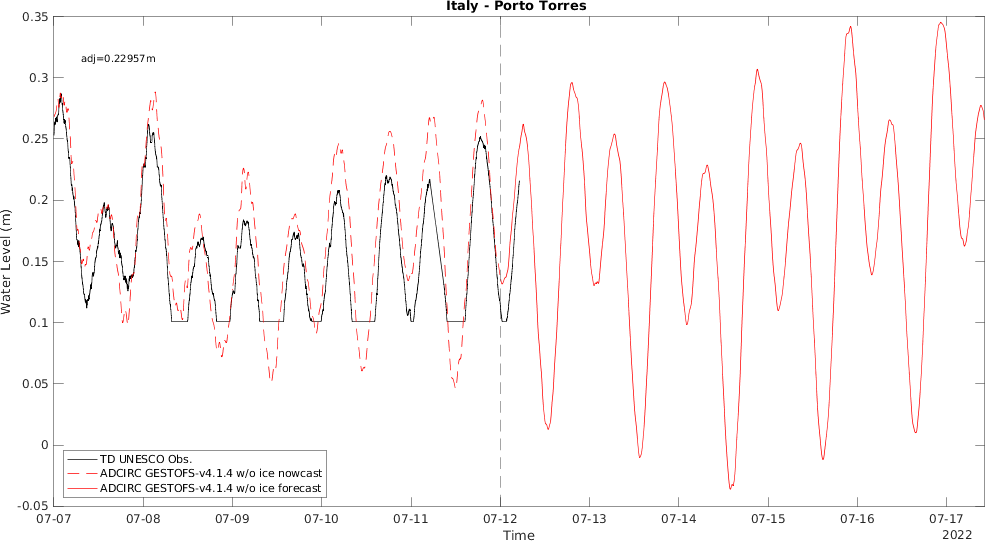 Italy - Porto Torres
0.35
0.3
0.25
0.2
0.15
0.1
0.05
0
-0.05
Water Level (m)
adj=0.22957m
TD UNESCO Obs.
ADCIRC GESTOFS-v4.1.4 w/o ice nowcast
ADCIRC GESTOFS-v4.1.4 w/o ice forecast
07-07 07-08 07-09 07-10 07-11 07-12 07-13 07-14 07-15 07-16 07-17
Time
2022